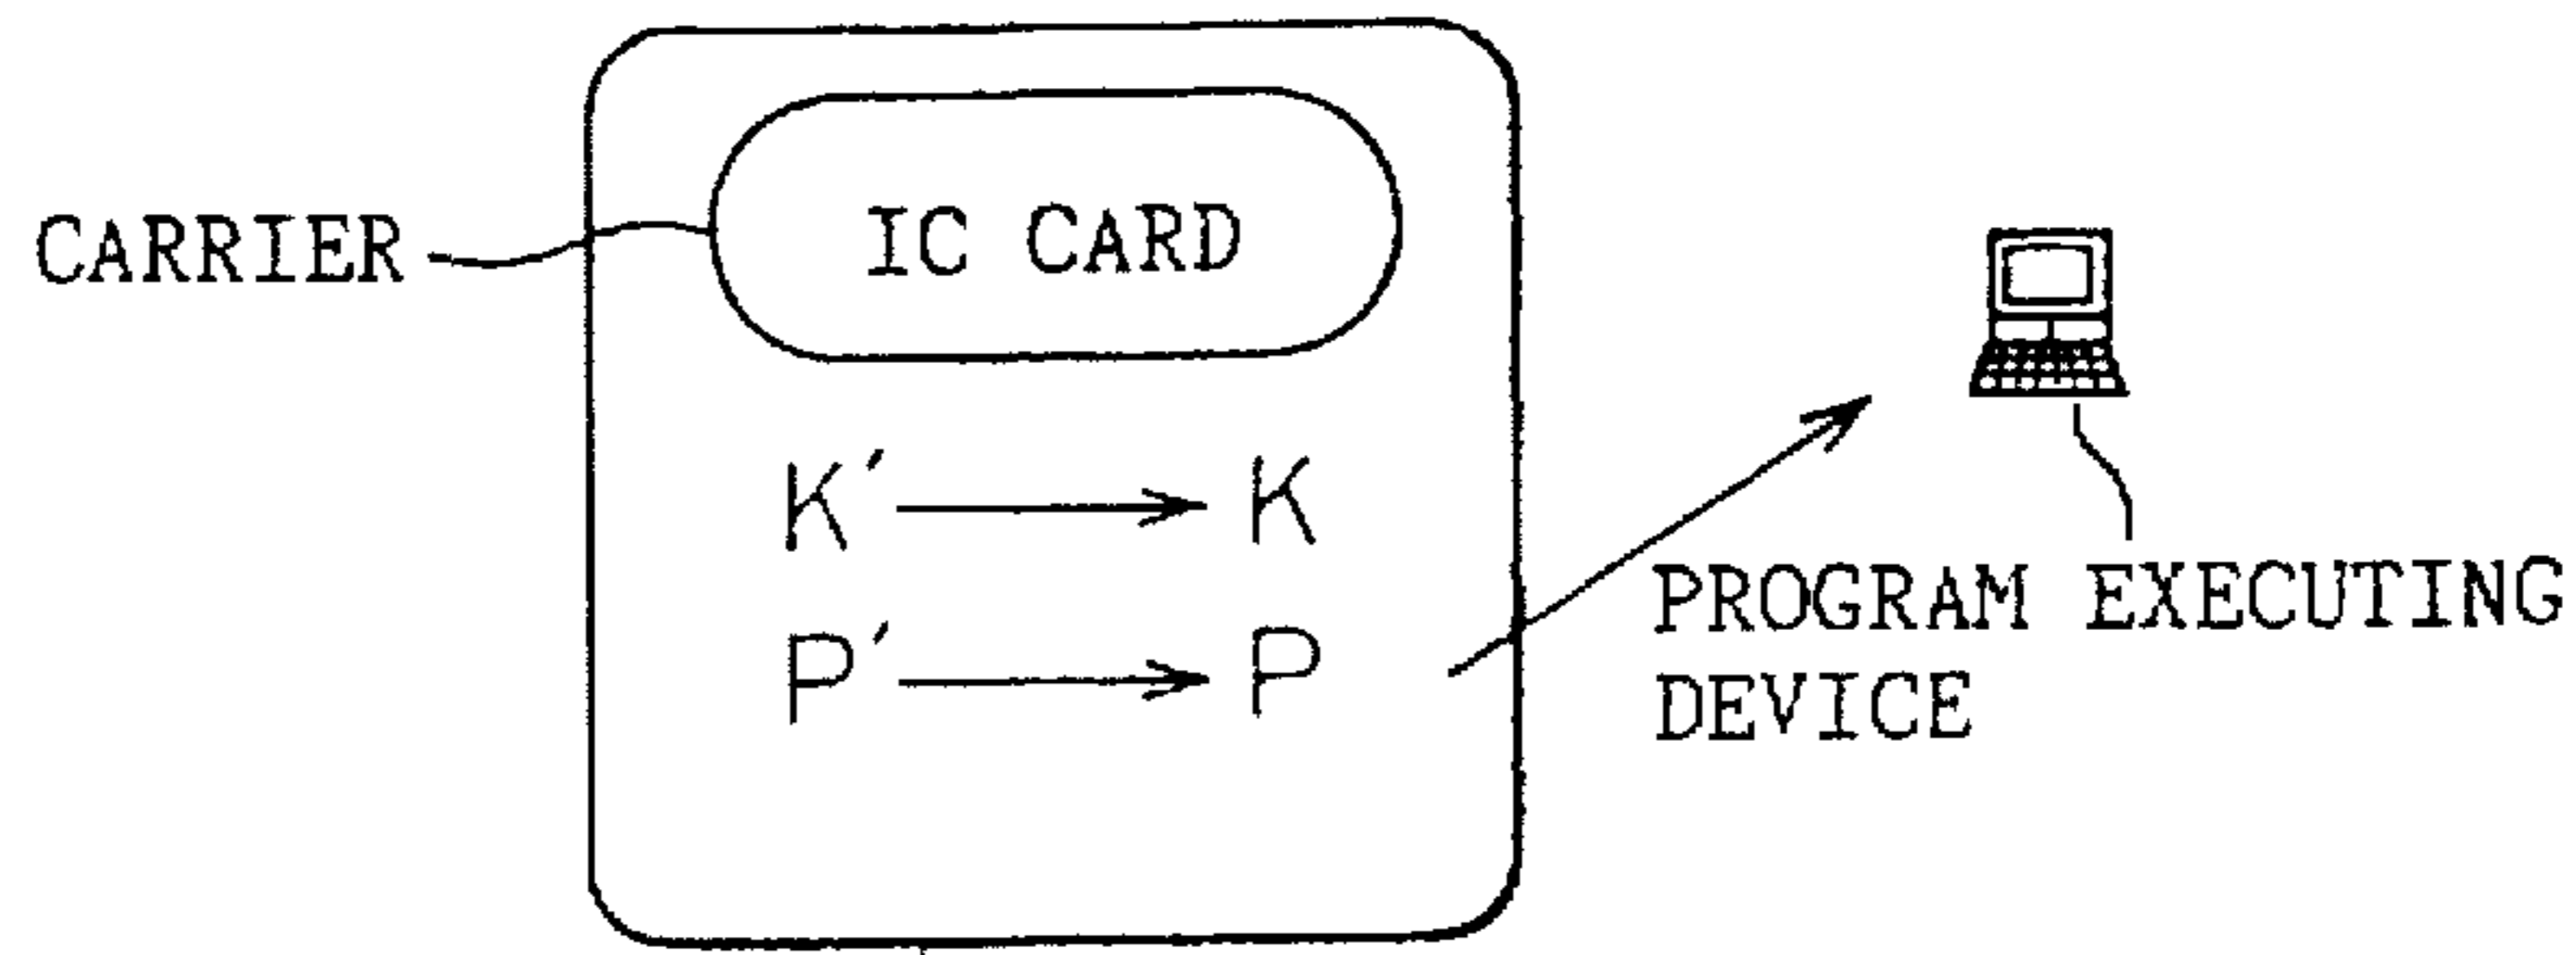 IC CARD
CARRIER
K′ → K
P′ → P
PROGRAM EXECUTING
DEVICE